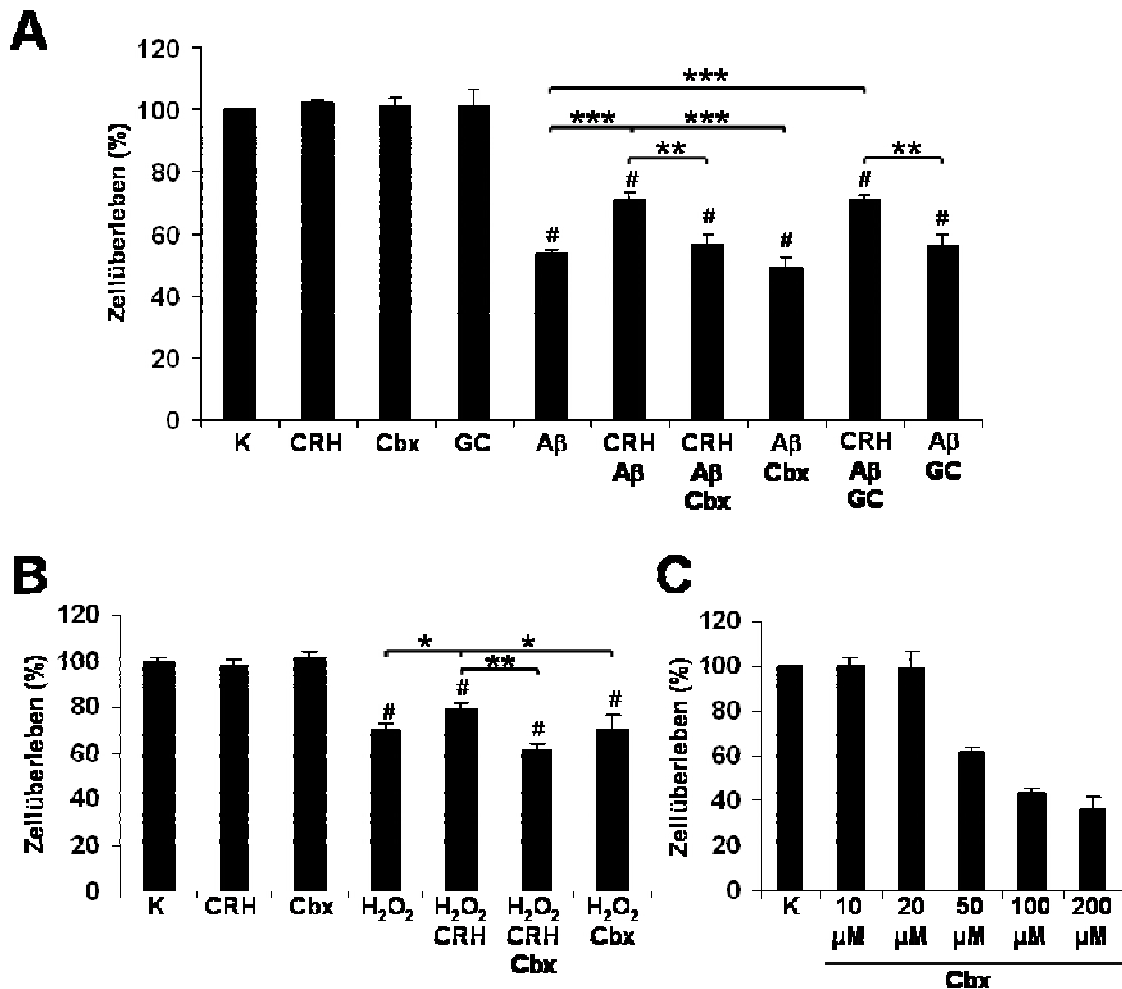 A
120
100
80
60
40
20
0
Zellüberleben (%)
***
*** ***
** **
# # # # # #
K CRH Cbx GC Aβ CRH CRH Aβ CRH Aβ
Aβ Aβ Cbx Aβ GC
Cbx GC
B
120
100
80
60
40
20
0
Zellüberleben (%)
* *
**
# # # #
K CRH Cbx H₂O₂ H₂O₂ H₂O₂ H₂O₂
CRH CRH Cbx
Cbx
C
120
100
80
60
40
20
0
Zellüberleben (%)
K 10 20 50 100 200
µM µM µM µM µM
Cbx